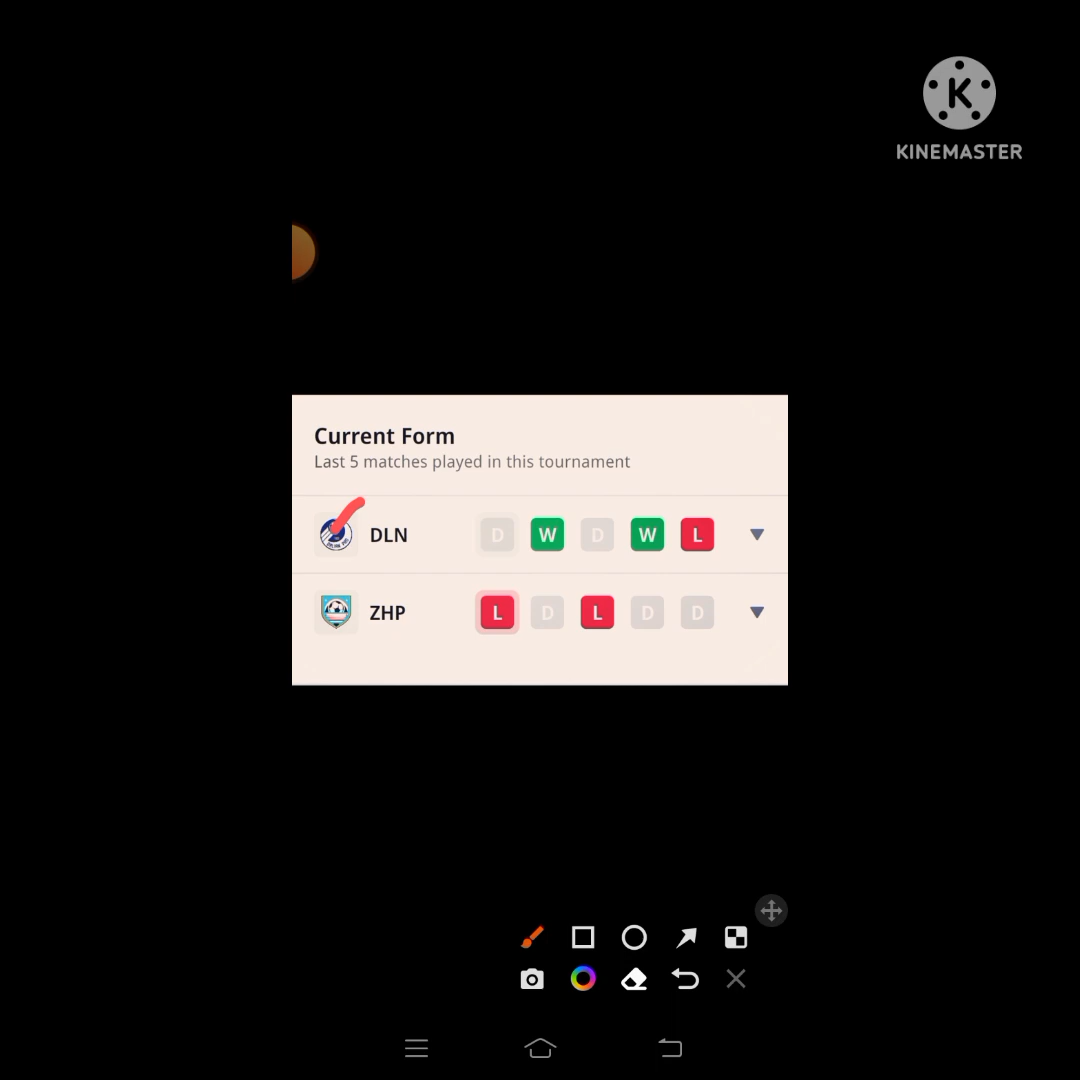 K
KINEMASTER
Current Form
Last 5 matches played in this tournament
DLN D W D W L
ZHP L D L D D